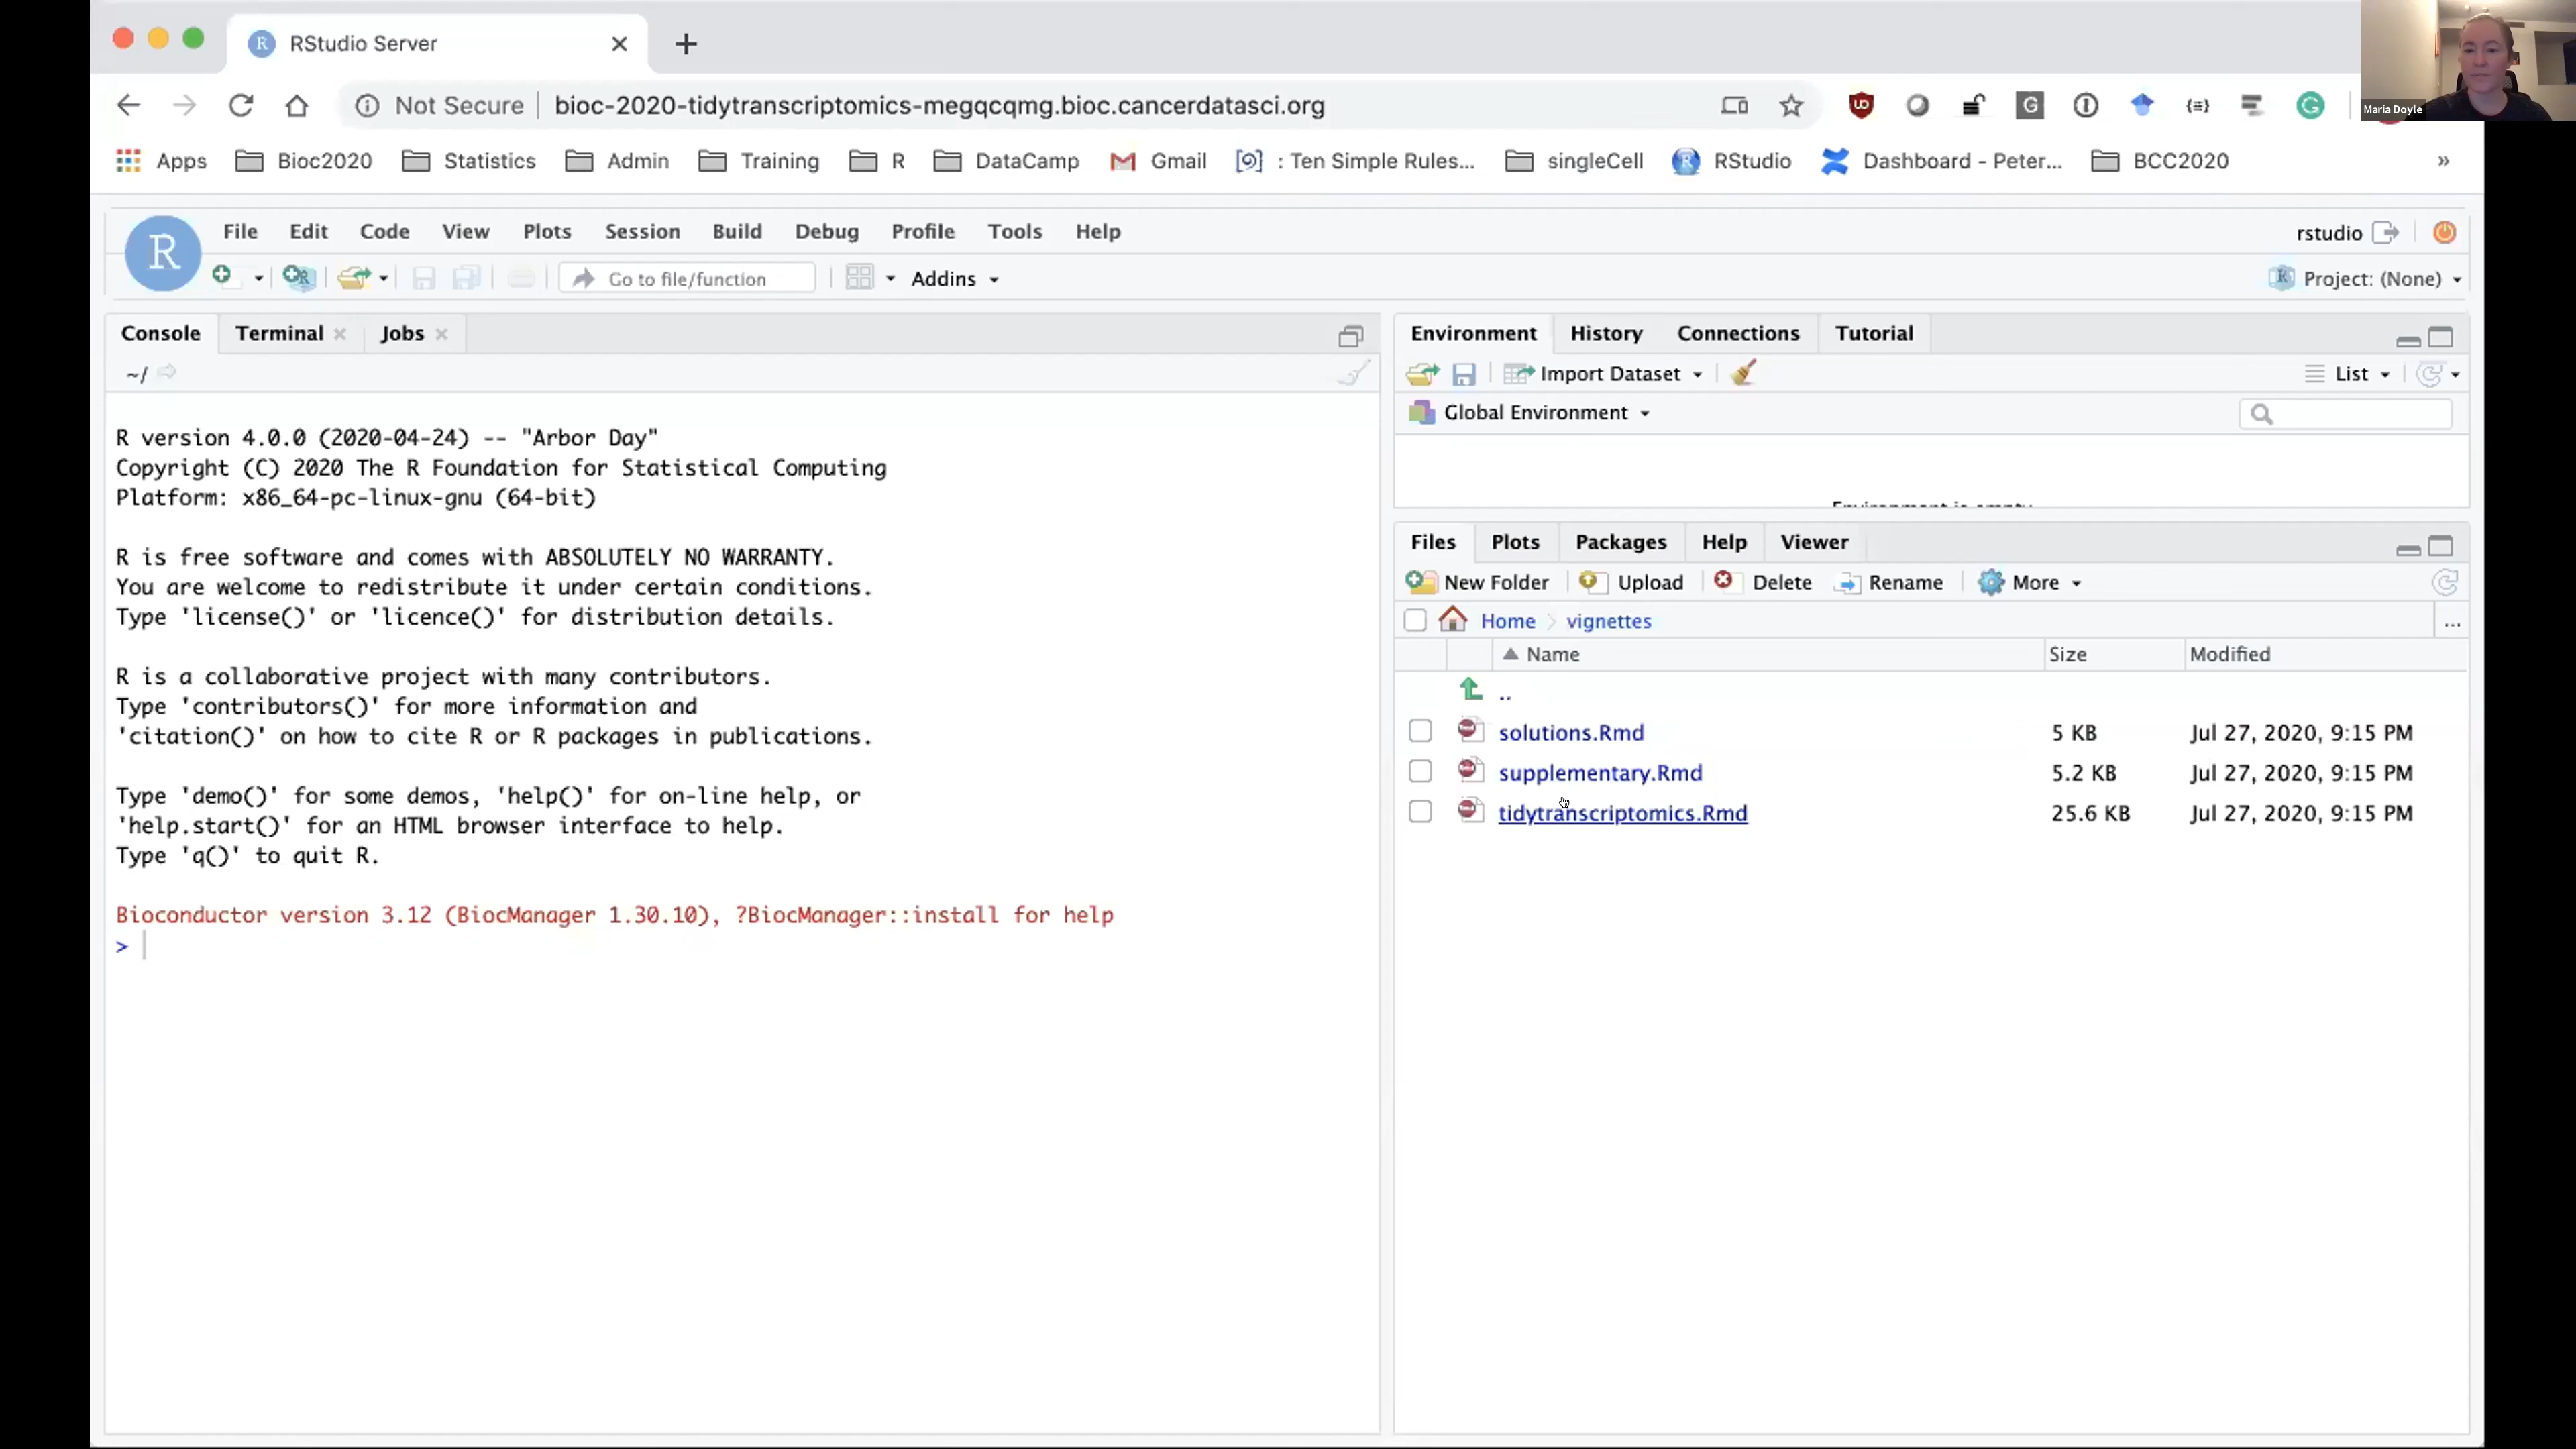 RStudio Server
Maria Doyle
Not Secure
bioc-2020-tidytranscriptomics-megqcqmg.bioc.cancerdatasci.org
Apps Bioc2020 Statistics Admin Training R DataCamp Gmail : Ten Simple Rules... singleCell RStudio Dashboard - Peter... BCC2020 »
R File Edit Code View Plots Session Build Debug Profile Tools Help rstudio
Go to file/function Addins Project: (None)
Console Terminal Jobs
~/
R version 4.0.0 (2020-04-24) -- "Arbor Day"
Copyright (C) 2020 The R Foundation for Statistical Computing
Platform: x86_64-pc-linux-gnu (64-bit)
R is free software and comes with ABSOLUTELY NO WARRANTY.
You are welcome to redistribute it under certain conditions.
Type 'license()' or 'licence()' for distribution details.
R is a collaborative project with many contributors.
Type 'contributors()' for more information and
'citation()' on how to cite R or R packages in publications.
Type 'demo()' for some demos, 'help()' for on-line help, or
'help.start()' for an HTML browser interface to help.
Type 'q()' to quit R.
Bioconductor version 3.12 (BiocManager 1.30.10), ?BiocManager::install for help
>
Environment History Connections Tutorial
Import Dataset List
Global Environment
Environment is empty
Files Plots Packages Help Viewer
New Folder Upload Delete Rename More
Home vignettes ...
Name Size Modified
..
solutions.Rmd 5 KB Jul 27, 2020, 9:15 PM
supplementary.Rmd 5.2 KB Jul 27, 2020, 9:15 PM
tidytranscriptomics.Rmd 25.6 KB Jul 27, 2020, 9:15 PM